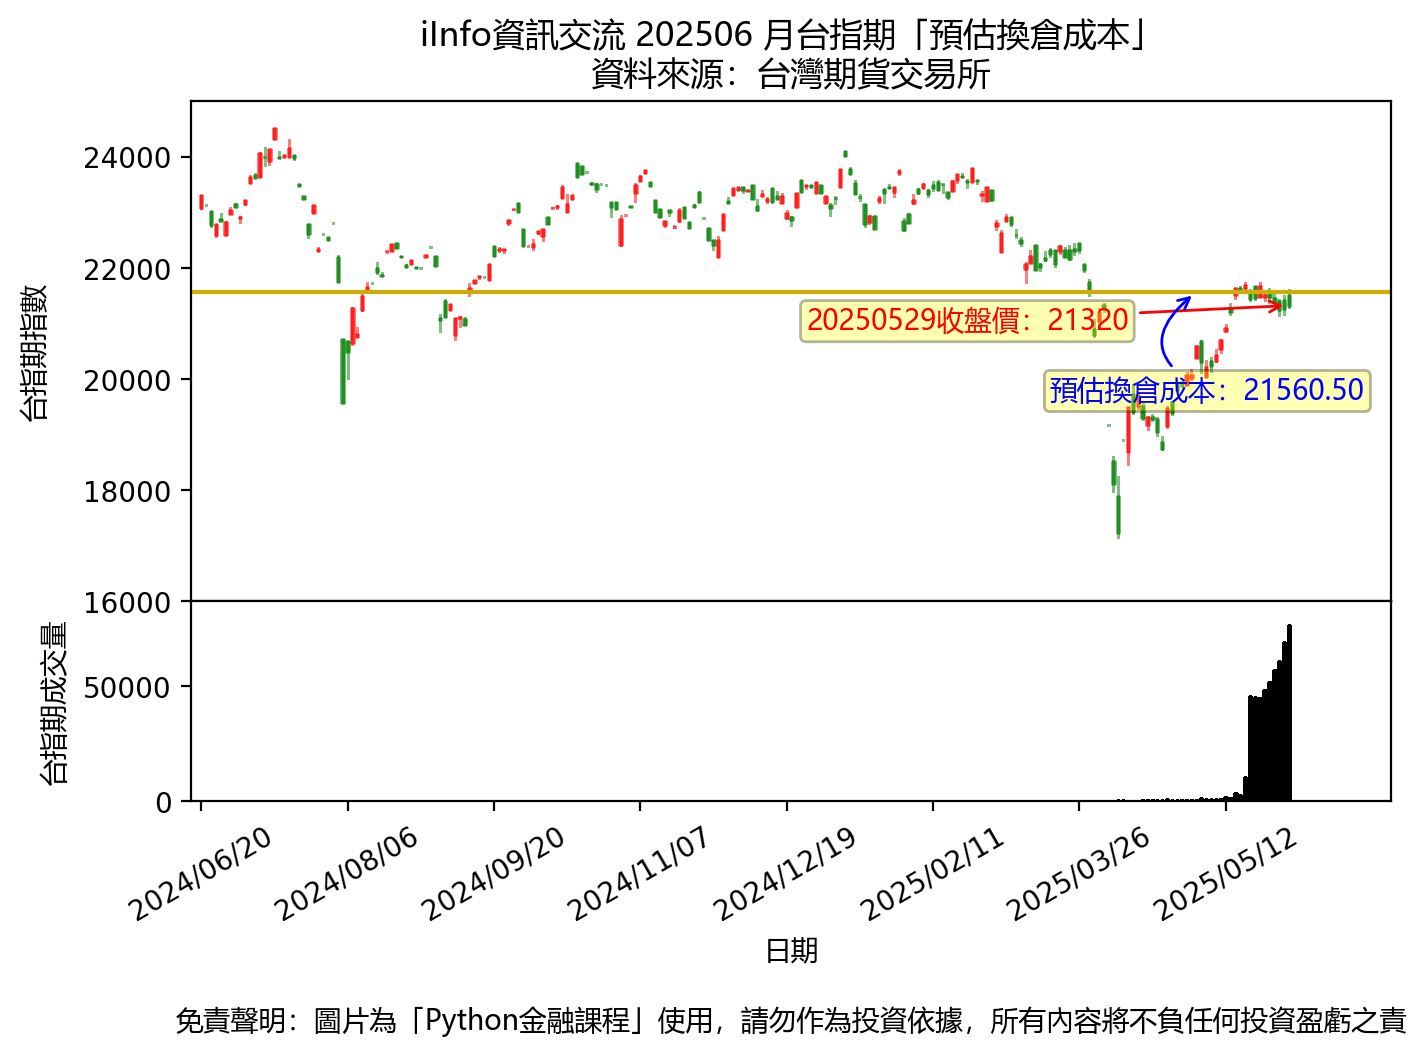 iInfo資訊交流 202506 月台指期「預估換倉成本」
資料來源：台灣期貨交易所
台指期指數
24000
22000
20000
18000
16000
20250529收盤價：21320
預估換倉成本：21560.50
台指期成交量
50000
0
2024/06/20
2024/08/06
2024/09/20
2024/11/07
2024/12/19
2025/02/11
2025/03/26
2025/05/12
日期
免責聲明：圖片為「Python金融課程」使用，請勿作為投資依據，所有內容將不負任何投資盈虧之責